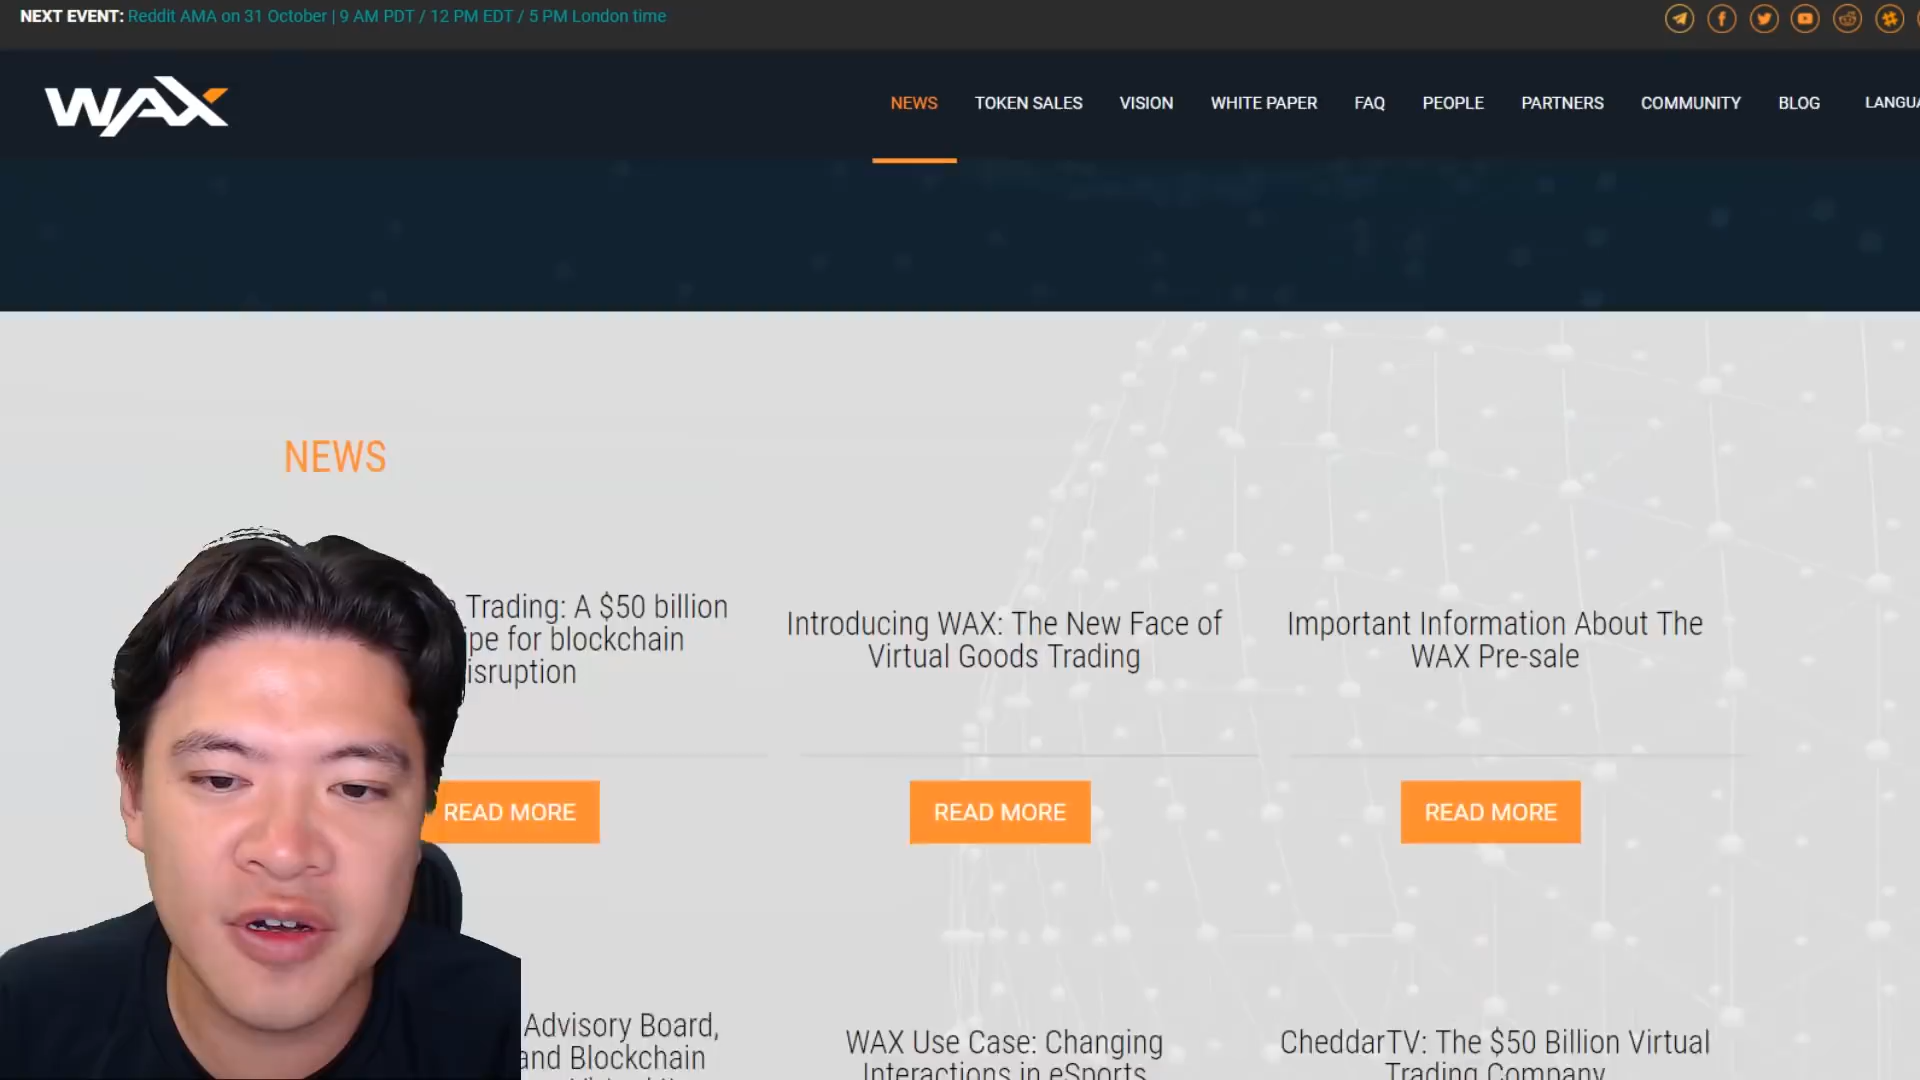 NEXT EVENT: Reddit AMA on 31 October | 9 AM PDT / 12 PM EDT / 5 PM London time
WAX
NEWS TOKEN SALES VISION WHITE PAPER FAQ PEOPLE PARTNERS COMMUNITY BLOG
NEWS
Trading: A $50 billion
for blockchain
Introducing WAX: The New Face of
Virtual Goods Trading
Important Information About The
WAX Pre-sale
READ MORE
READ MORE
READ MORE
Advisory Board,
and Blockchain
WAX Use Case: Changing
Interactions in eSports
CheddarTV: The $50 Billion Virtual
Trading Company